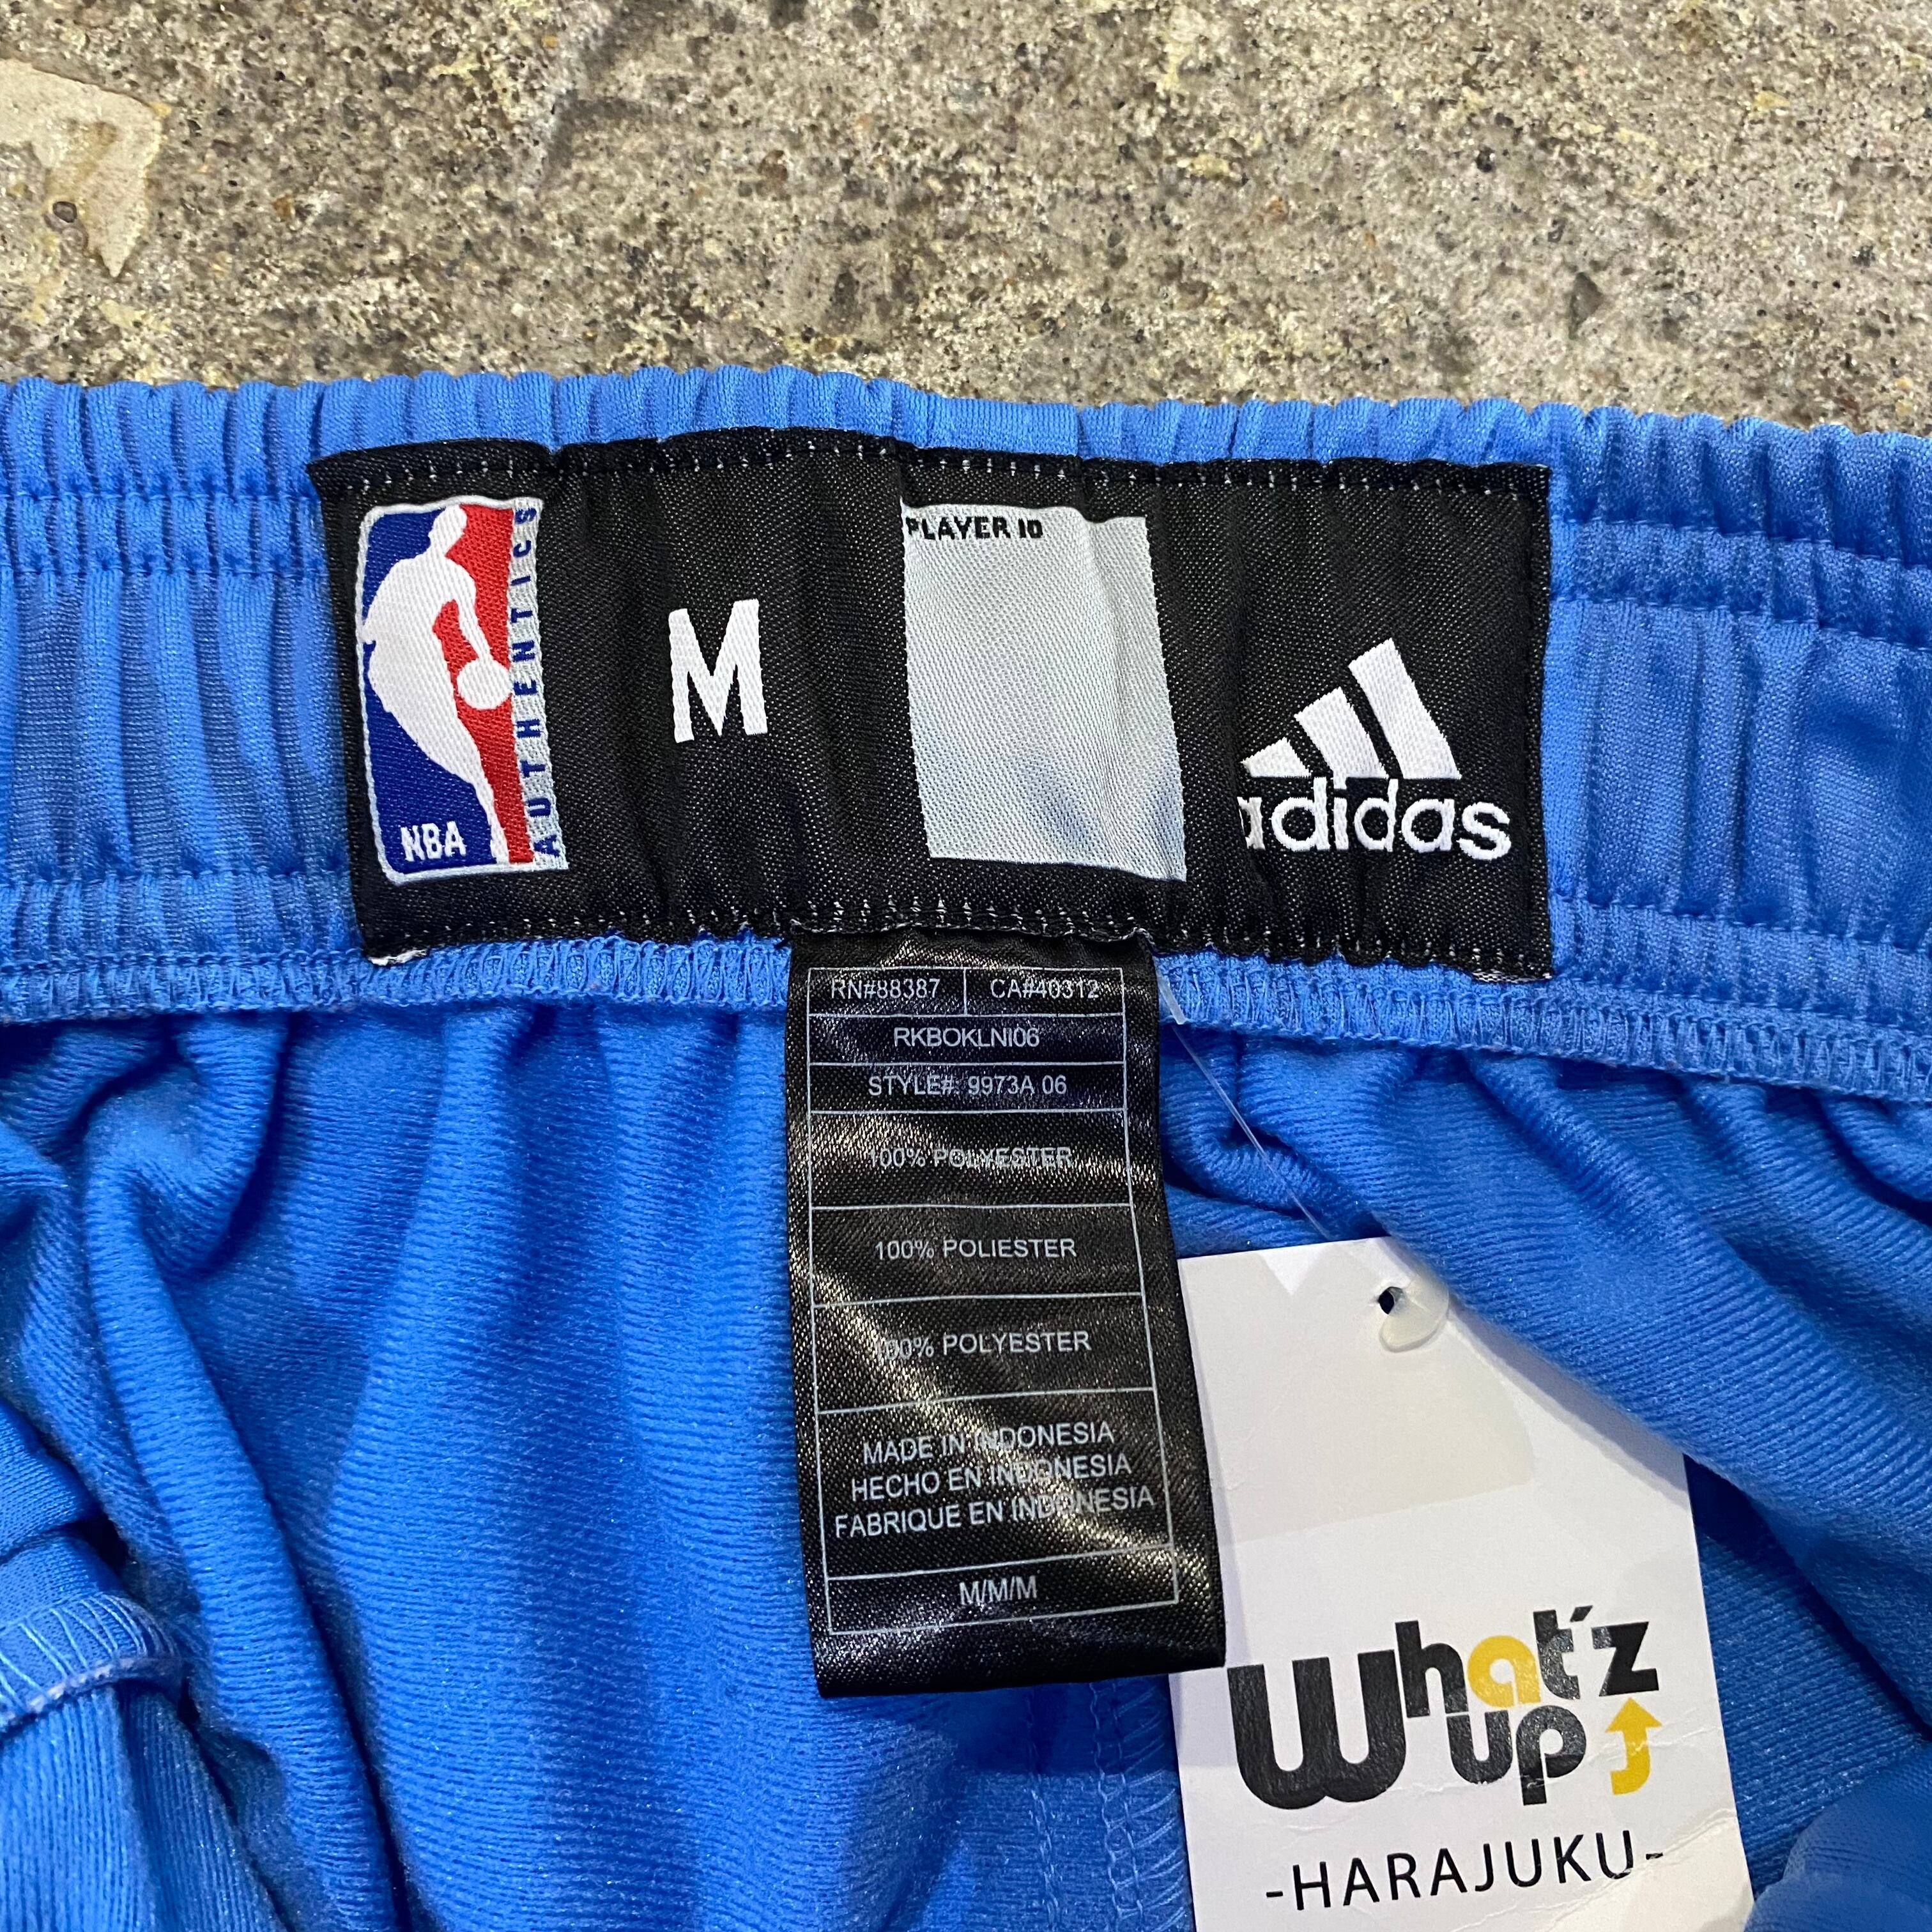 NBA
AUTHENTICS
M
PLAYER ID
adidas
RN#88387 CA#40312
RKBOKLNI06
STYLE#: 9973A 06
100% POLYESTER
100% POLIESTER
100% POLYESTER
MADE IN INDONESIA
HECHO EN INDONESIA
FABRIQUE EN INDONESIA
M/M/M
What'z
up
-HARAJUKU-